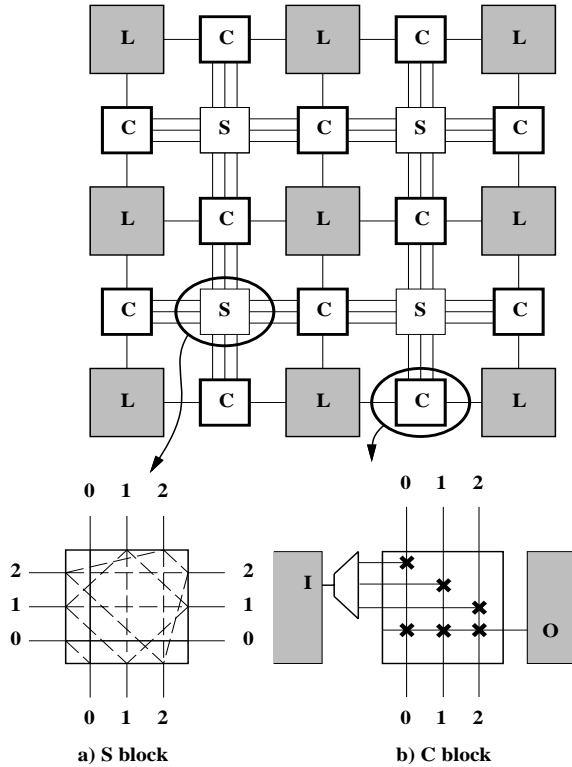 L C L C L
C S C S C
L C L C L
C S C S C
L C L C L
0 1 2
2 2
1 1
0 0
0 1 2
a) S block
0 1 2
I
O
0 1 2
b) C block